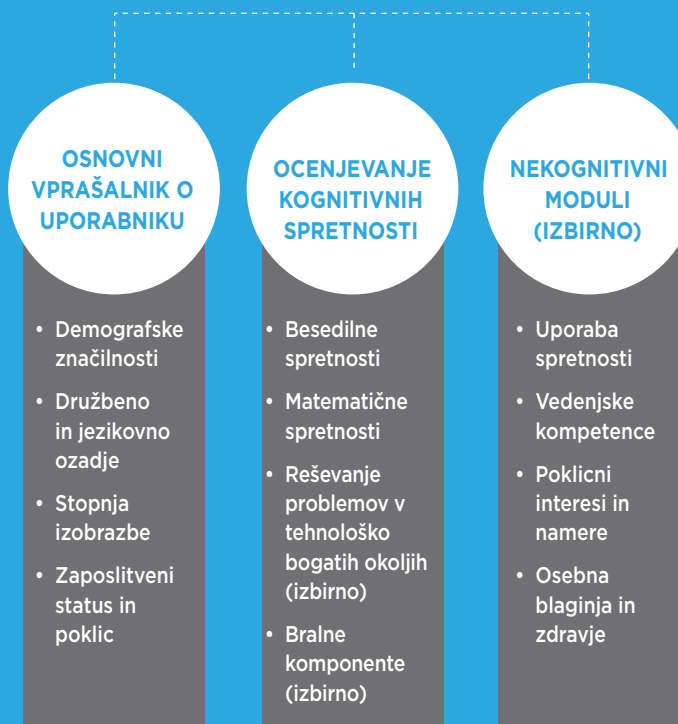 OSNOVNI
VPRAŠALNIK O
UPORABNIKU
• Demografske
značilnosti
• Družbeno
in jezikovno
ozadje
• Stopnja
izobrazbe
• Zaposlitveni
status in
poklic
OCENJEVANJE
KOGNITIVNIH
SPRETNOSTI
• Besedilne
spretnosti
• Matematične
spretnosti
• Reševanje
problemov v
tehnološko
bogatih okoljih
(izbirno)
• Bralne
komponente
(izbirno)
NEKOGNITIVNI
MODULI
(IZBIRNO)
• Uporaba
spretnosti
• Vedenjske
kompetence
• Poklicni
interesi in
namere
• Osebna
blaginja in
zdravje